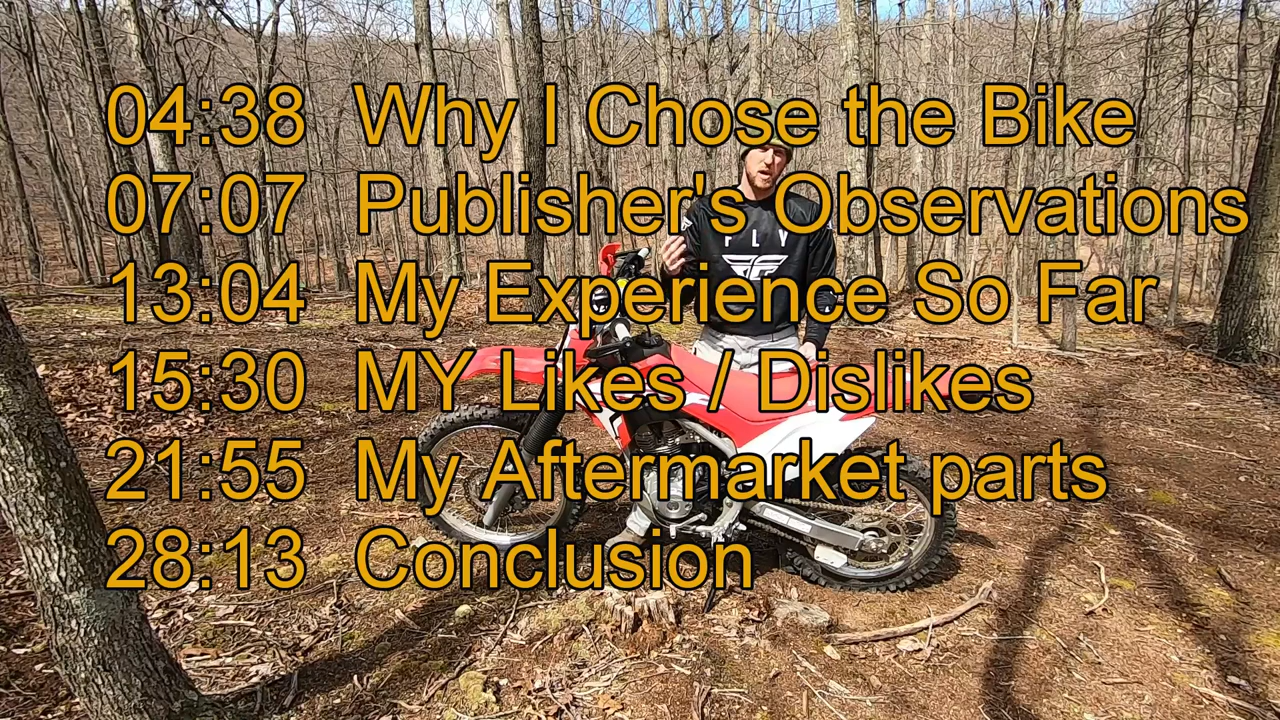 04:38 Why I Chose the Bike
07:07 Publisher's Observations
FLY
13:04 My Experience So Far
15:30 MY Likes / Dislikes
21:55 My Aftermarket parts
28:13 Conclusion